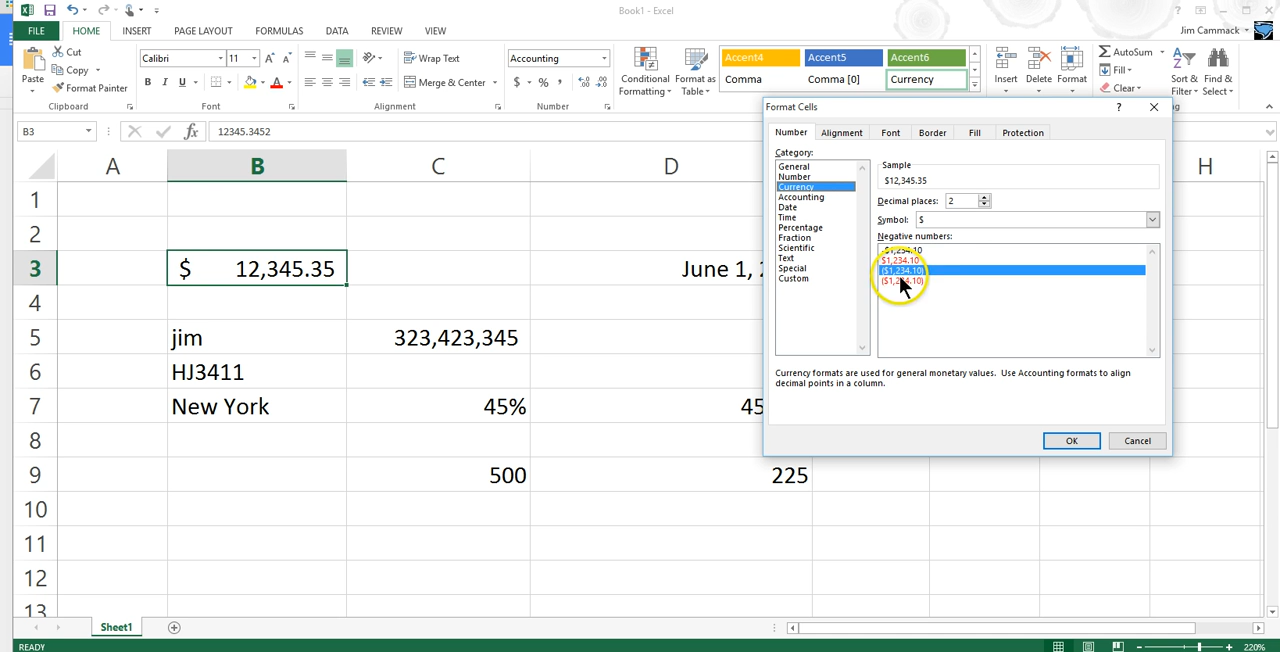 Book1 - Excel
FILE HOME INSERT PAGE LAYOUT FORMULAS DATA REVIEW VIEW Jim Cammack
Cut
Copy
Format Painter
Paste
Clipboard
Calibri 11
B I U
Font
Wrap Text
Merge & Center
Alignment
Accounting
$ % ,
Number
Conditional
Formatting
Format as
Table
Accent4 Accent5 Accent6
Comma Comma [0] Currency
Insert Delete Format
AutoSum
Fill
Clear
Sort &
Filter
Find &
Select
B3 fx 12345.3452
A B C D H
1
2
3 $ 12,345.35 June 1,
4
5 jim 323,423,345
6 HJ3411
7 New York 45% 45
8
9 500 225
10
11
12
13
Format Cells ?
Number Alignment Font Border Fill Protection
Category:
General
Number
Currency
Accounting
Date
Time
Percentage
Fraction
Scientific
Text
Special
Custom
Sample
$12,345.35
Decimal places: 2
Symbol: $
Negative numbers:
-$1,234.10
$1,234.10
($1,234.10)
($1,234.10)
Currency formats are used for general monetary values. Use Accounting formats to align
decimal points in a column.
OK Cancel
Sheet1
READY 220%